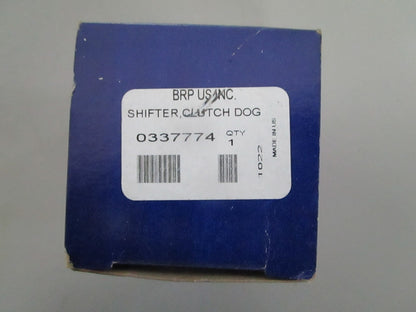 BRP US INC.
SHIFTER,CLUTCH DOG
0337774 QTY
1
1022
MADE IN US